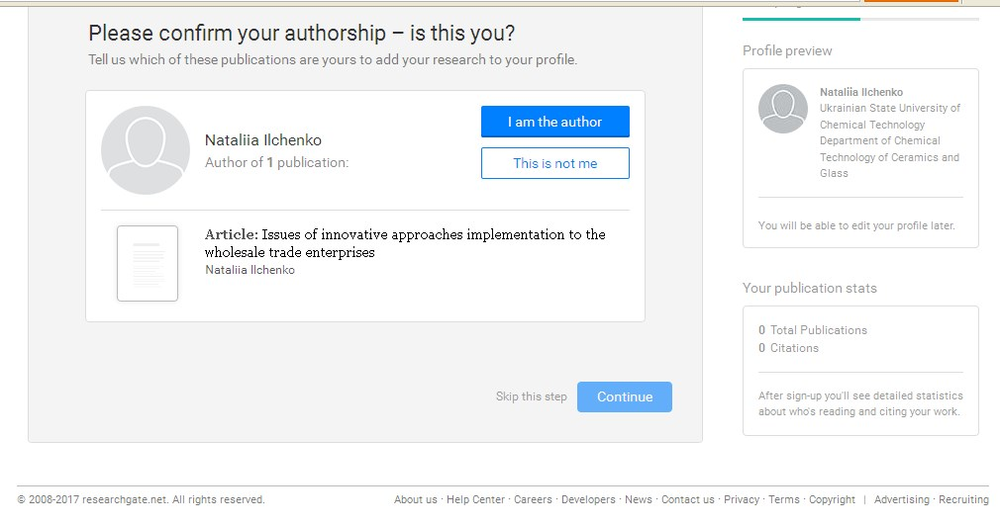 Please confirm your authorship – is this you?
Tell us which of these publications are yours to add your research to your profile.
Nataliia Ilchenko
Author of 1 publication:
I am the author
This is not me
Article: Issues of innovative approaches implementation to the
wholesale trade enterprises
Nataliia Ilchenko
Skip this step
Continue
Profile preview
Nataliia Ilchenko
Ukrainian State University of
Chemical Technology
Department of Chemical
Technology of Ceramics and
Glass
You will be able to edit your profile later.
Your publication stats
0 Total Publications
0 Citations
After sign-up you'll see detailed statistics
about who's reading and citing your work.
© 2008-2017 researchgate.net. All rights reserved.
About us · Help Center · Careers · Developers · News · Contact us · Privacy · Terms · Copyright | Advertising · Recruiting